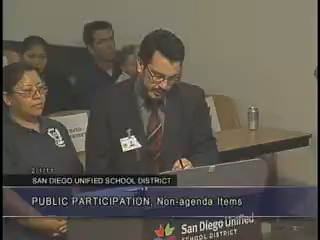 2/1/11
SAN DIEGO UNIFIED SCHOOL DISTRICT
PUBLIC PARTICIPATION, Non-agenda Items
San Diego Unified
SCHOOL DISTRICT